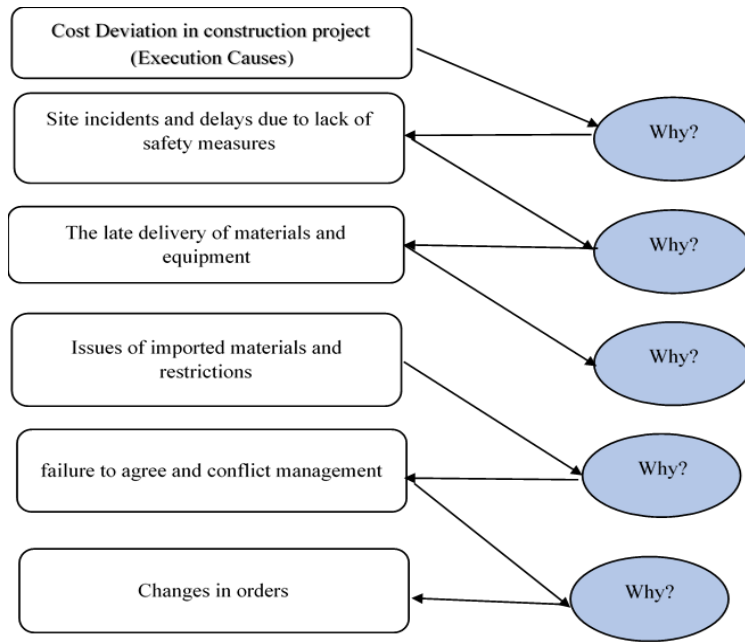 Cost Deviation in construction project
(Execution Causes)
Site incidents and delays due to lack of
safety measures
Why?
The late delivery of materials and
equipment
Why?
Issues of imported materials and
restrictions
Why?
failure to agree and conflict management
Why?
Changes in orders
Why?